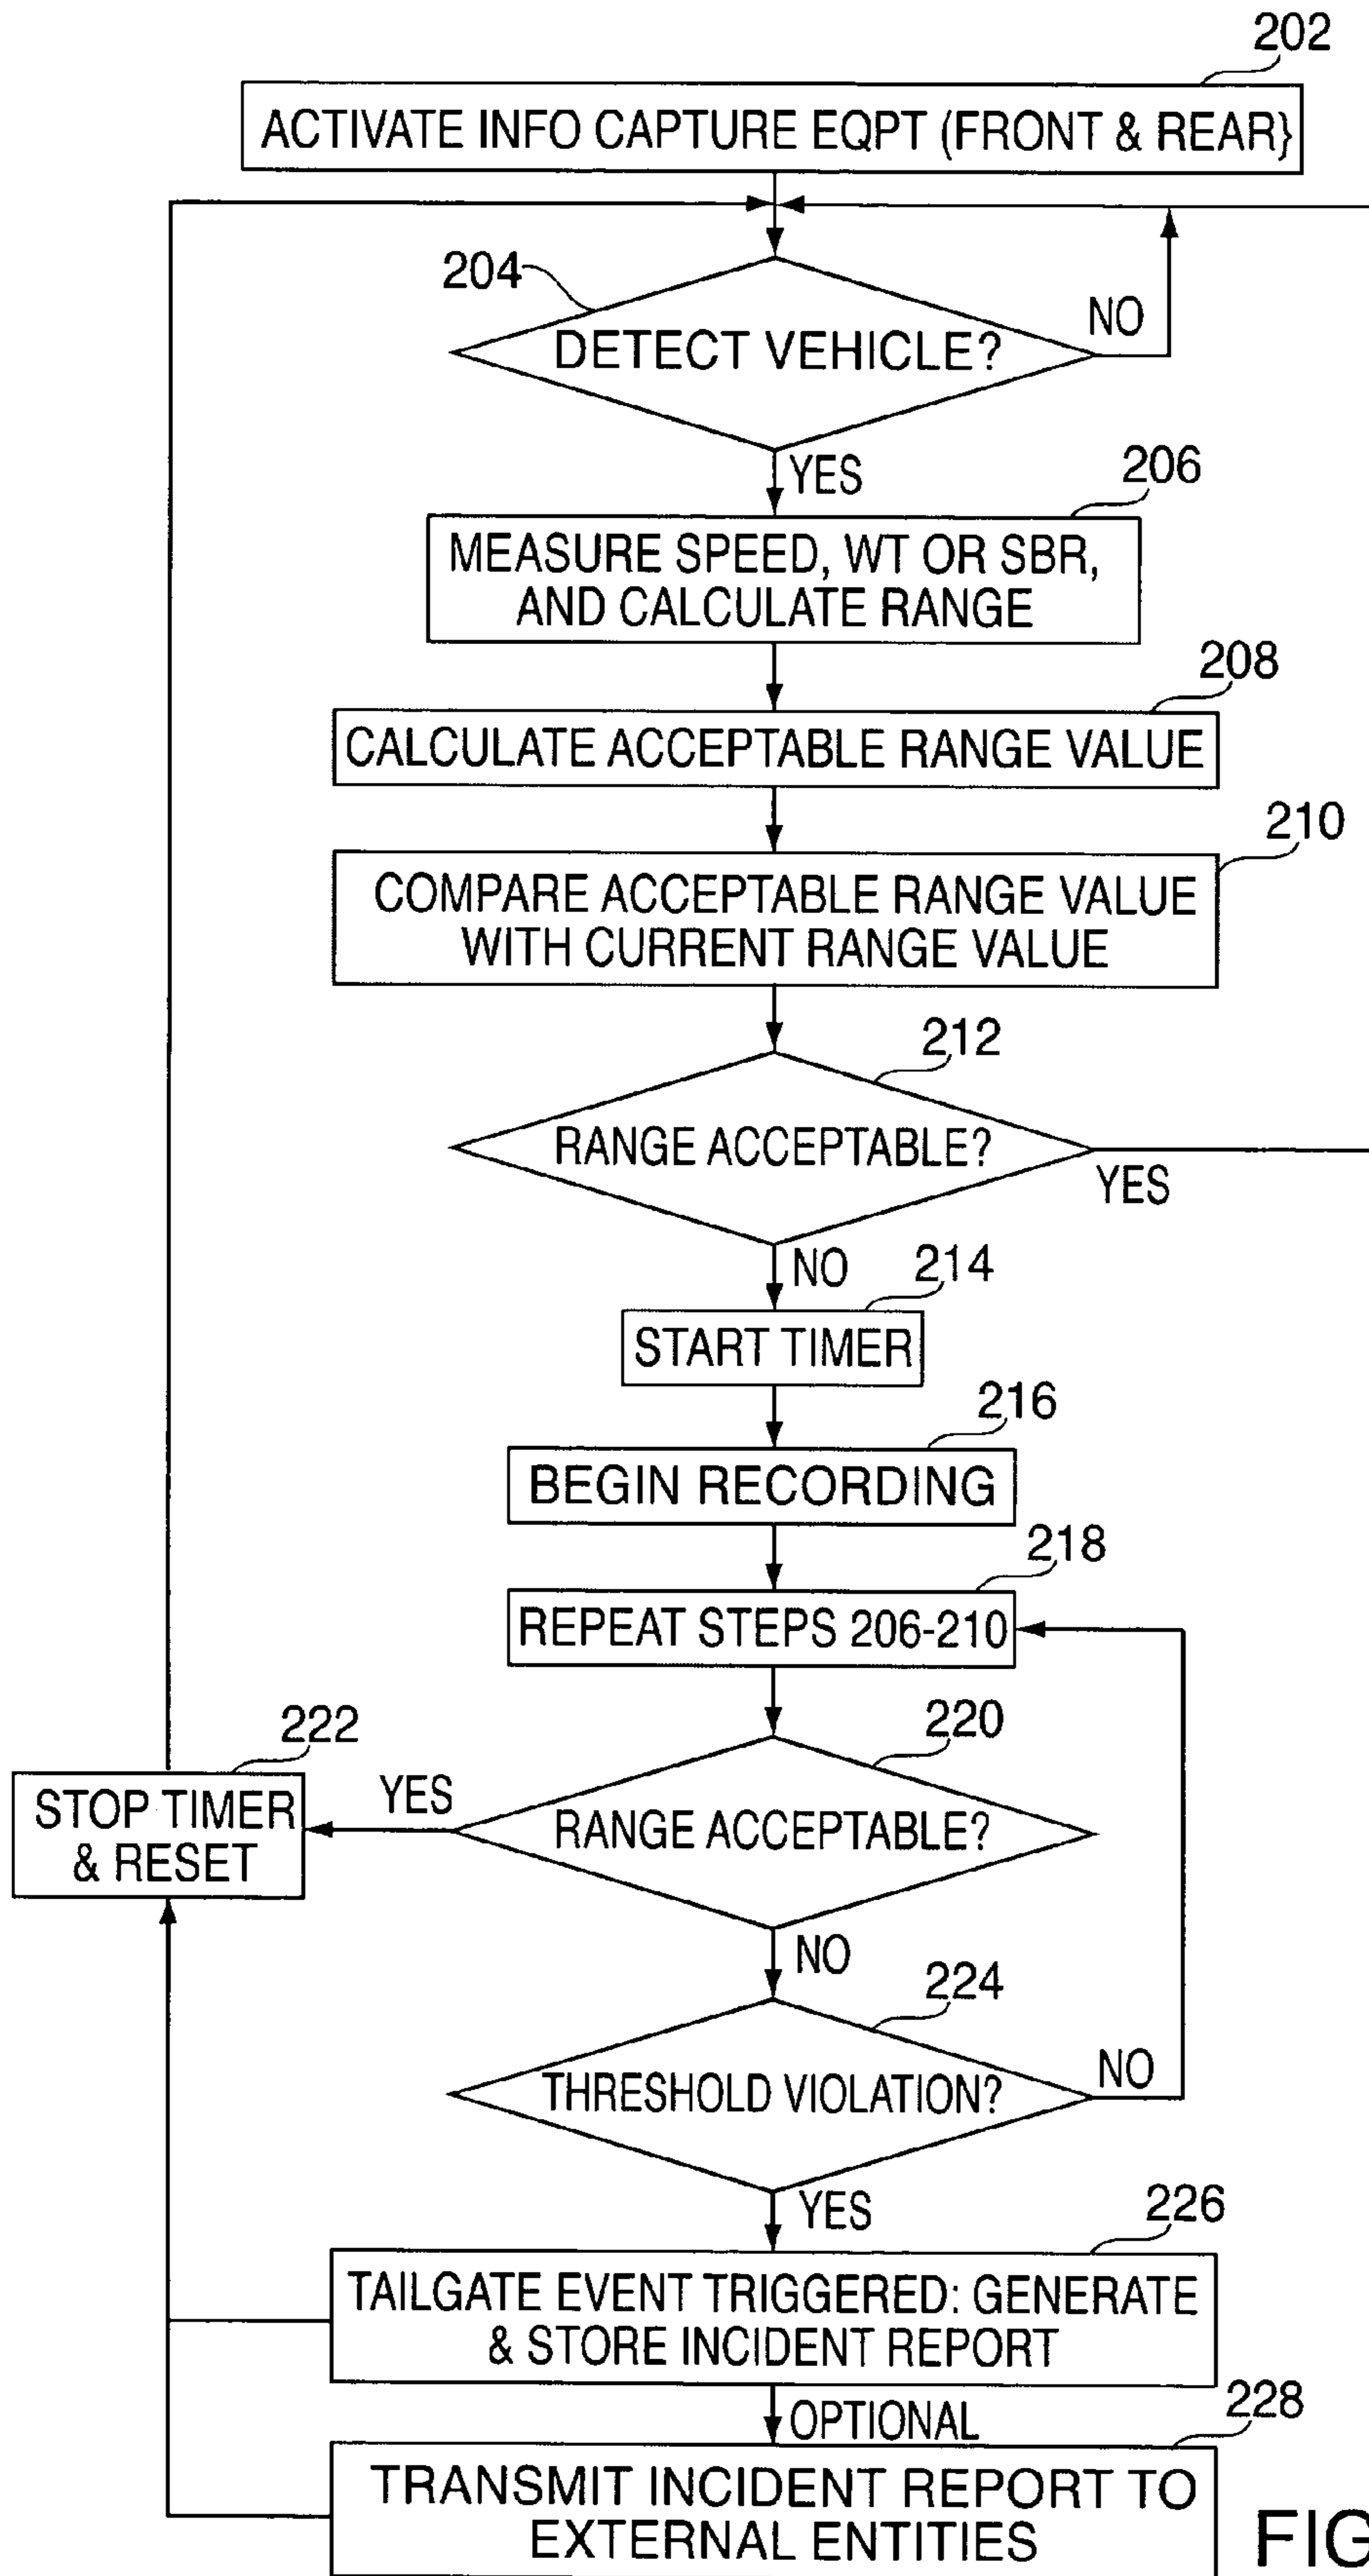 202
ACTIVATE INFO CAPTURE EQPT (FRONT & REAR}
204
DETECT VEHICLE?
NO
YES
206
MEASURE SPEED, WT OR SBR,
AND CALCULATE RANGE
208
CALCULATE ACCEPTABLE RANGE VALUE
210
COMPARE ACCEPTABLE RANGE VALUE
WITH CURRENT RANGE VALUE
212
RANGE ACCEPTABLE?
YES
NO
214
START TIMER
216
BEGIN RECORDING
218
REPEAT STEPS 206-210
220
RANGE ACCEPTABLE?
YES
222
STOP TIMER
& RESET
NO
224
THRESHOLD VIOLATION?
NO
YES
226
TAILGATE EVENT TRIGGERED: GENERATE
& STORE INCIDENT REPORT
OPTIONAL
228
TRANSMIT INCIDENT REPORT TO
EXTERNAL ENTITIES
FIG